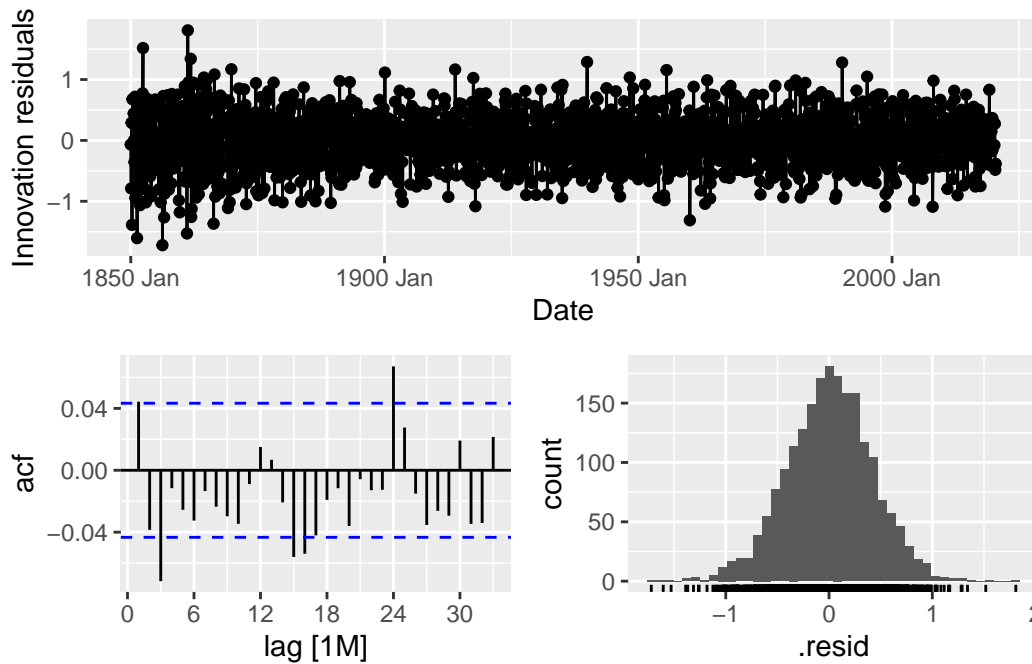 Innovation residuals
1
0
−1
1850 Jan
1900 Jan
1950 Jan
2000 Jan
Date
acf
0.04
0.00
−0.04
0
6
12
18
24
30
lag [1M]
count
150
100
50
0
−1
0
1
.resid